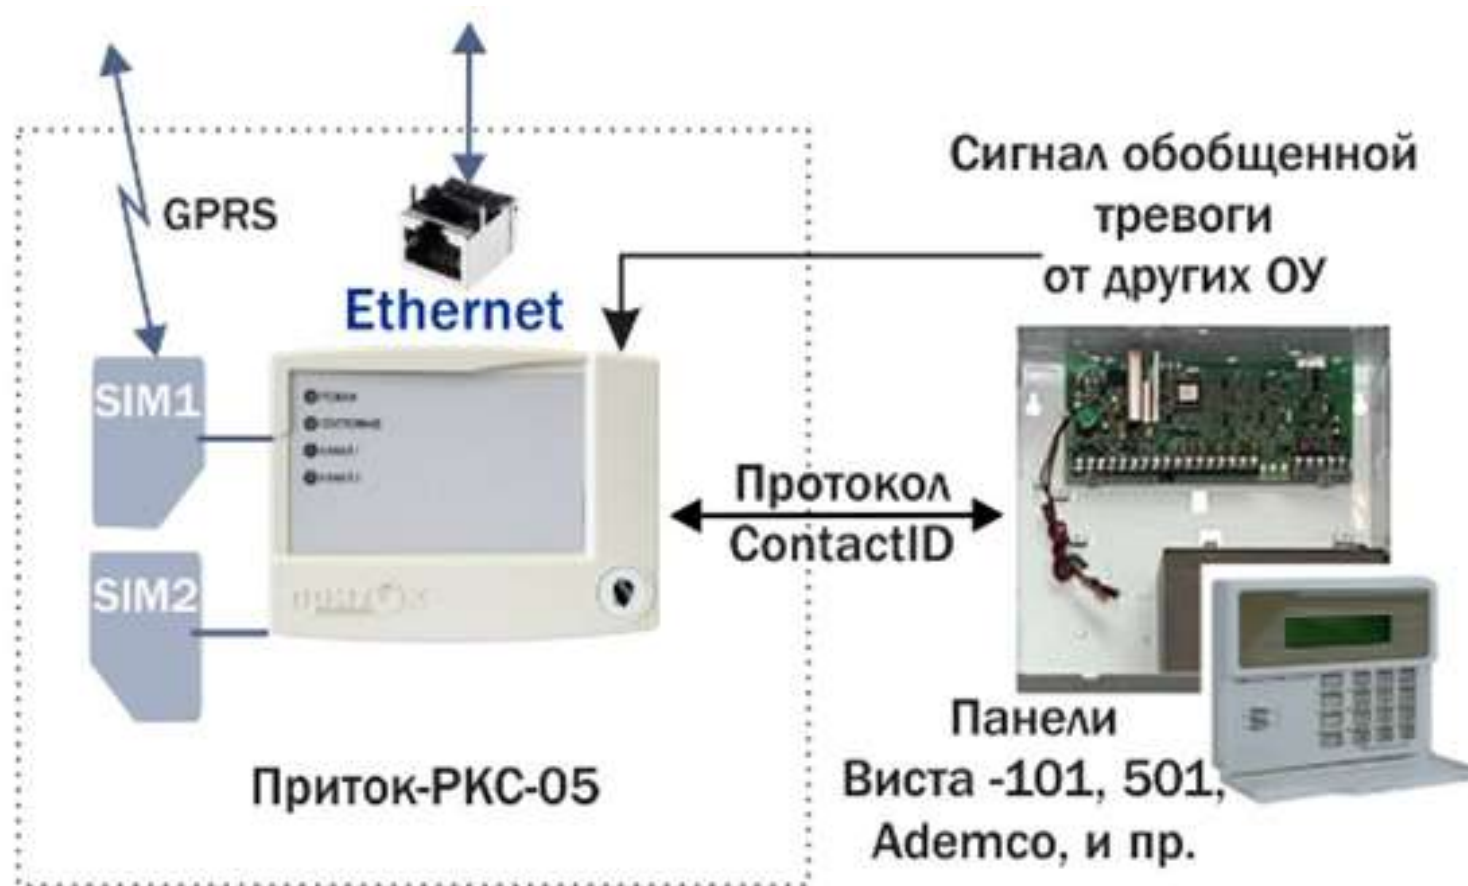 GPRS
Ethernet
Сигнал обобщенной
тревоги
от других ОУ
SIM1
SIM2
Протокол
ContactID
Приток-РКС-05
Панели
Виста -101, 501,
Ademco, и пр.